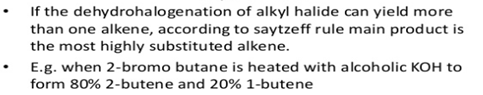 • If the dehydrohalogenation of alkyl halide can yield more
than one alkene, according to saytzeff rule main product is
the most highly substituted alkene.
• E.g. when 2-bromo butane is heated with alcoholic KOH to
form 80% 2-butene and 20% 1-butene